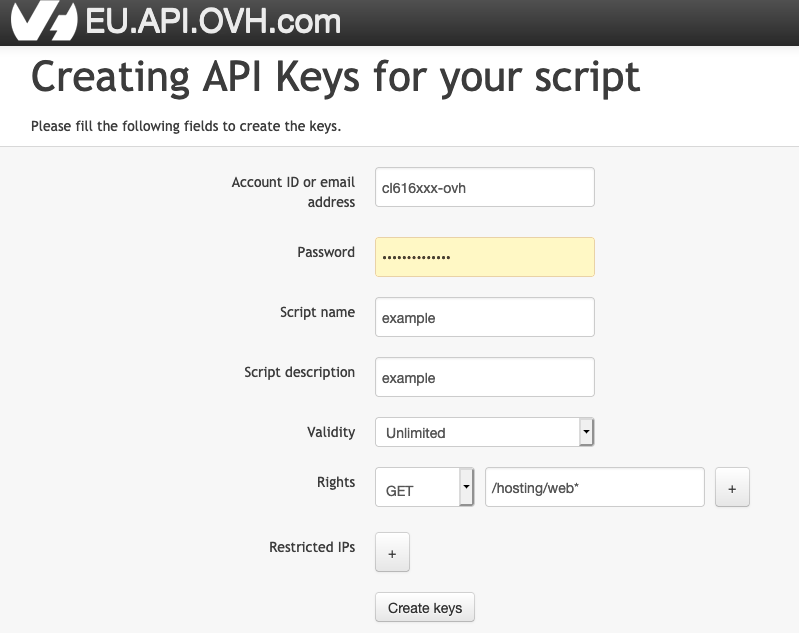 EU.API.OVH.com
Creating API Keys for your script
Please fill the following fields to create the keys.
Account ID or email
address
cl616xxx-ovh
Password
••••••••••••••
Script name
example
Script description
example
Validity
Unlimited
Rights
GET
/hosting/web*
+
Restricted IPs
+
Create keys